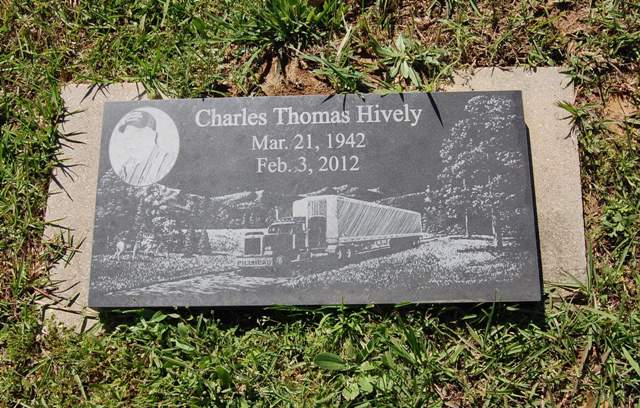 Charles Thomas Hively
Mar. 21, 1942
Feb. 3, 2012